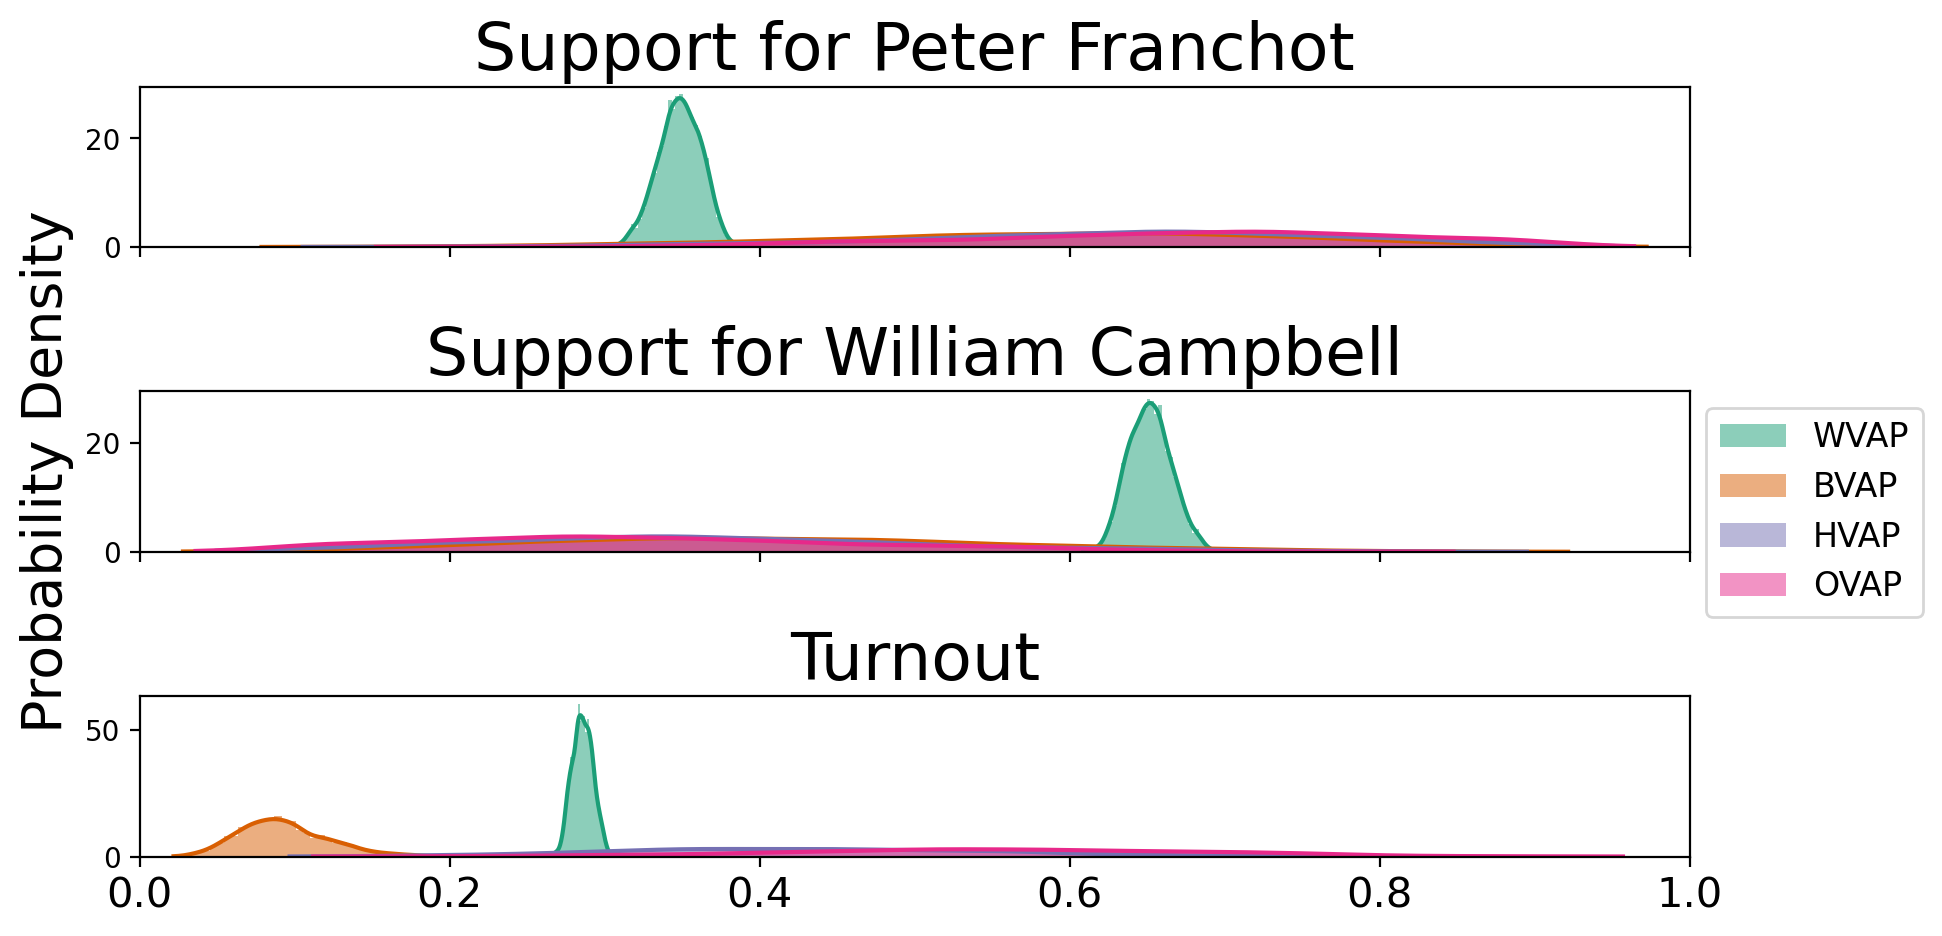 Support for Peter Franchot
20
0
Support for William Campbell
20
0
Turnout
50
0
0.0 0.2 0.4 0.6 0.8 1.0
Probability Density
WVAP
BVAP
HVAP
OVAP